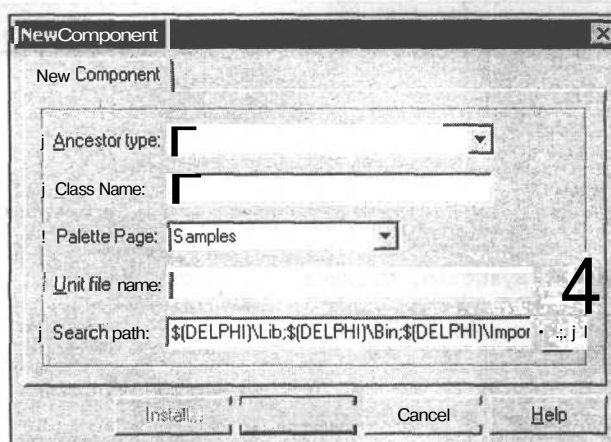 NewComponent
New Component
Ancestor type:
Class Name:
Palette Page: Samples
Unit file name:
4
Search path: $(DELPHI)\Lib;$(DELPHI)\Bin;$(DELPHI)\Impor
Install... Cancel Help